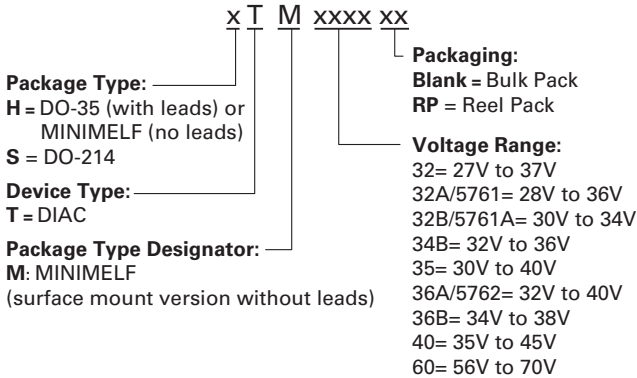 x T M xxxx xx
Package Type:
H = DO-35 (with leads) or
MINIMELF (no leads)
S = DO-214
Device Type:
T = DIAC
Package Type Designator:
M: MINIMELF
(surface mount version without leads)
Packaging:
Blank = Bulk Pack
RP = Reel Pack
Voltage Range:
32= 27V to 37V
32A/5761= 28V to 36V
32B/5761A= 30V to 34V
34B= 32V to 36V
35= 30V to 40V
36A/5762= 32V to 40V
36B= 34V to 38V
40= 35V to 45V
60= 56V to 70V